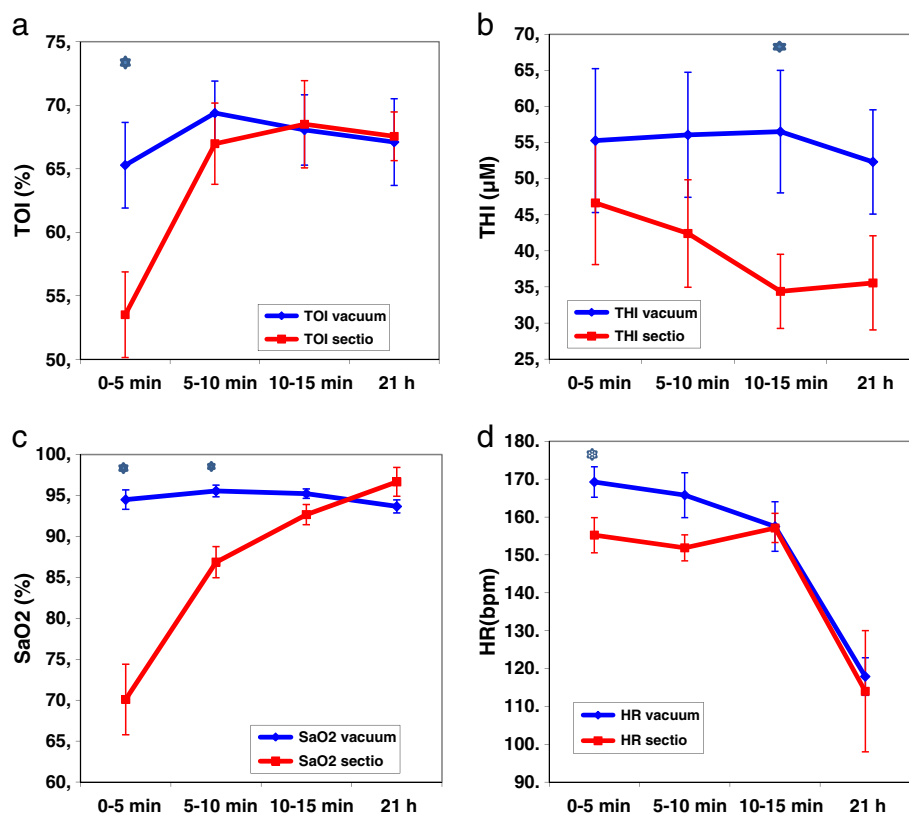 a
75,
70,
65,
60,
55,
50,
TOI (%)
TOI vacuum
TOI sectio
0-5 min 5-10 min 10-15 min 21 h
b
70,
65,
60,
55,
50,
45,
40,
35,
30,
25,
THI (µM)
THI vacuum
THI sectio
0-5 min 5-10 min 10-15 min 21 h
c
100,
95,
90,
85,
80,
75,
70,
65,
60,
SaO2 (%)
SaO2 vacuum
SaO2 sectio
0-5 min 5-10 min 10-15 min 21 h
d
180.
170.
160.
150.
140.
130.
120.
110.
100.
90.
HR(bpm)
HR vacuum
HR sectio
0-5 min 5-10 min 10-15 min 21 h